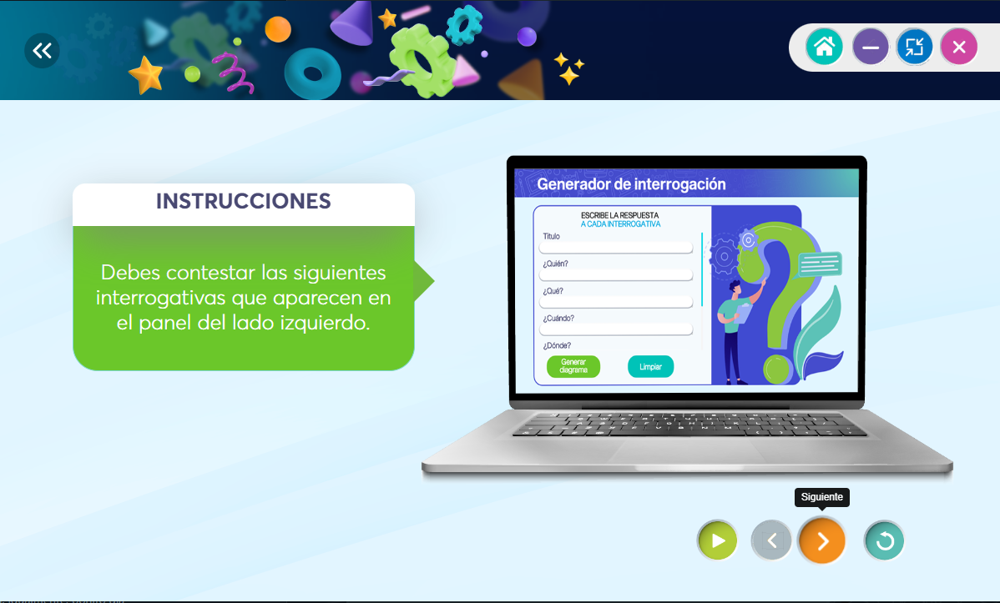 INSTRUCCIONES
Debes contestar las siguientes
interrogativas que aparecen en
el panel del lado izquierdo.
Generador de interrogación
ESCRIBE LA RESPUESTA
A CADA INTERROGATIVA
Título
¿Quién?
¿Qué?
¿Cuándo?
¿Dónde?
Generar
diagrama
Limpiar
Siguiente